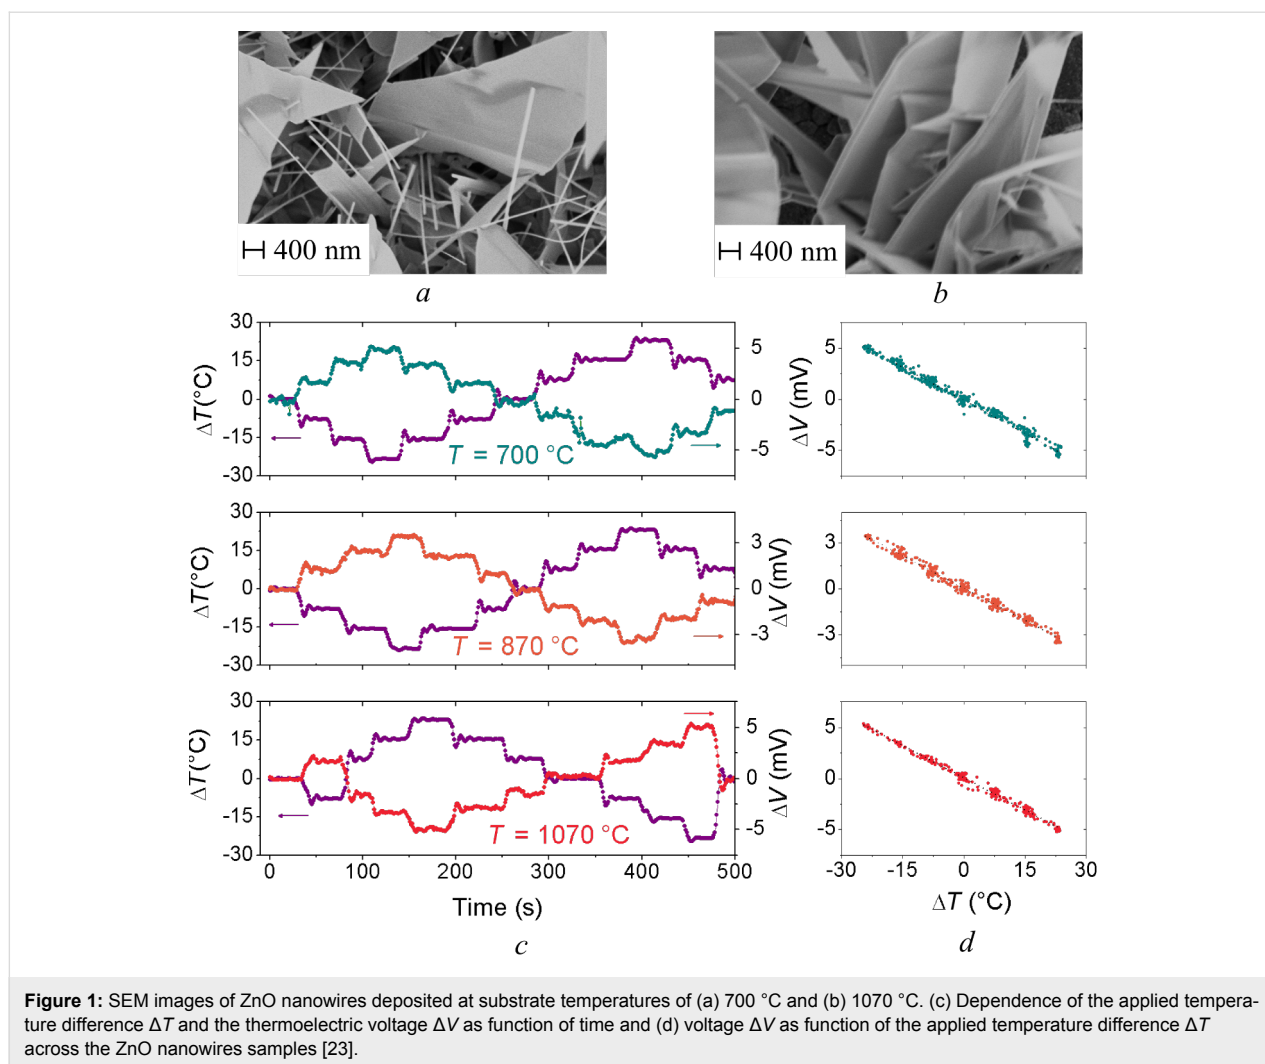 400 nm
400 nm
a
b
30
15
0
-15
-30
ΔT(°C)
T = 700 °C
5
0
-5
ΔV (mV)
5
0
-5
-30
-15
0
15
30
30
15
0
-15
-30
ΔT(°C)
T = 870 °C
3
0
-3
ΔV (mV)
3
0
-3
30
15
0
-15
-30
ΔT(°C)
T = 1070 °C
5
0
-5
ΔV (mV)
5
0
-5
0
100
200
300
400
500
-30
-15
0
15
30
Time (s)
ΔT (°C)
c
d
Figure 1: SEM images of ZnO nanowires deposited at substrate temperatures of (a) 700 °C and (b) 1070 °C. (c) Dependence of the applied tempera-
ture difference ΔT and the thermoelectric voltage ΔV as function of time and (d) voltage ΔV as function of the applied temperature difference ΔT
across the ZnO nanowires samples [23].